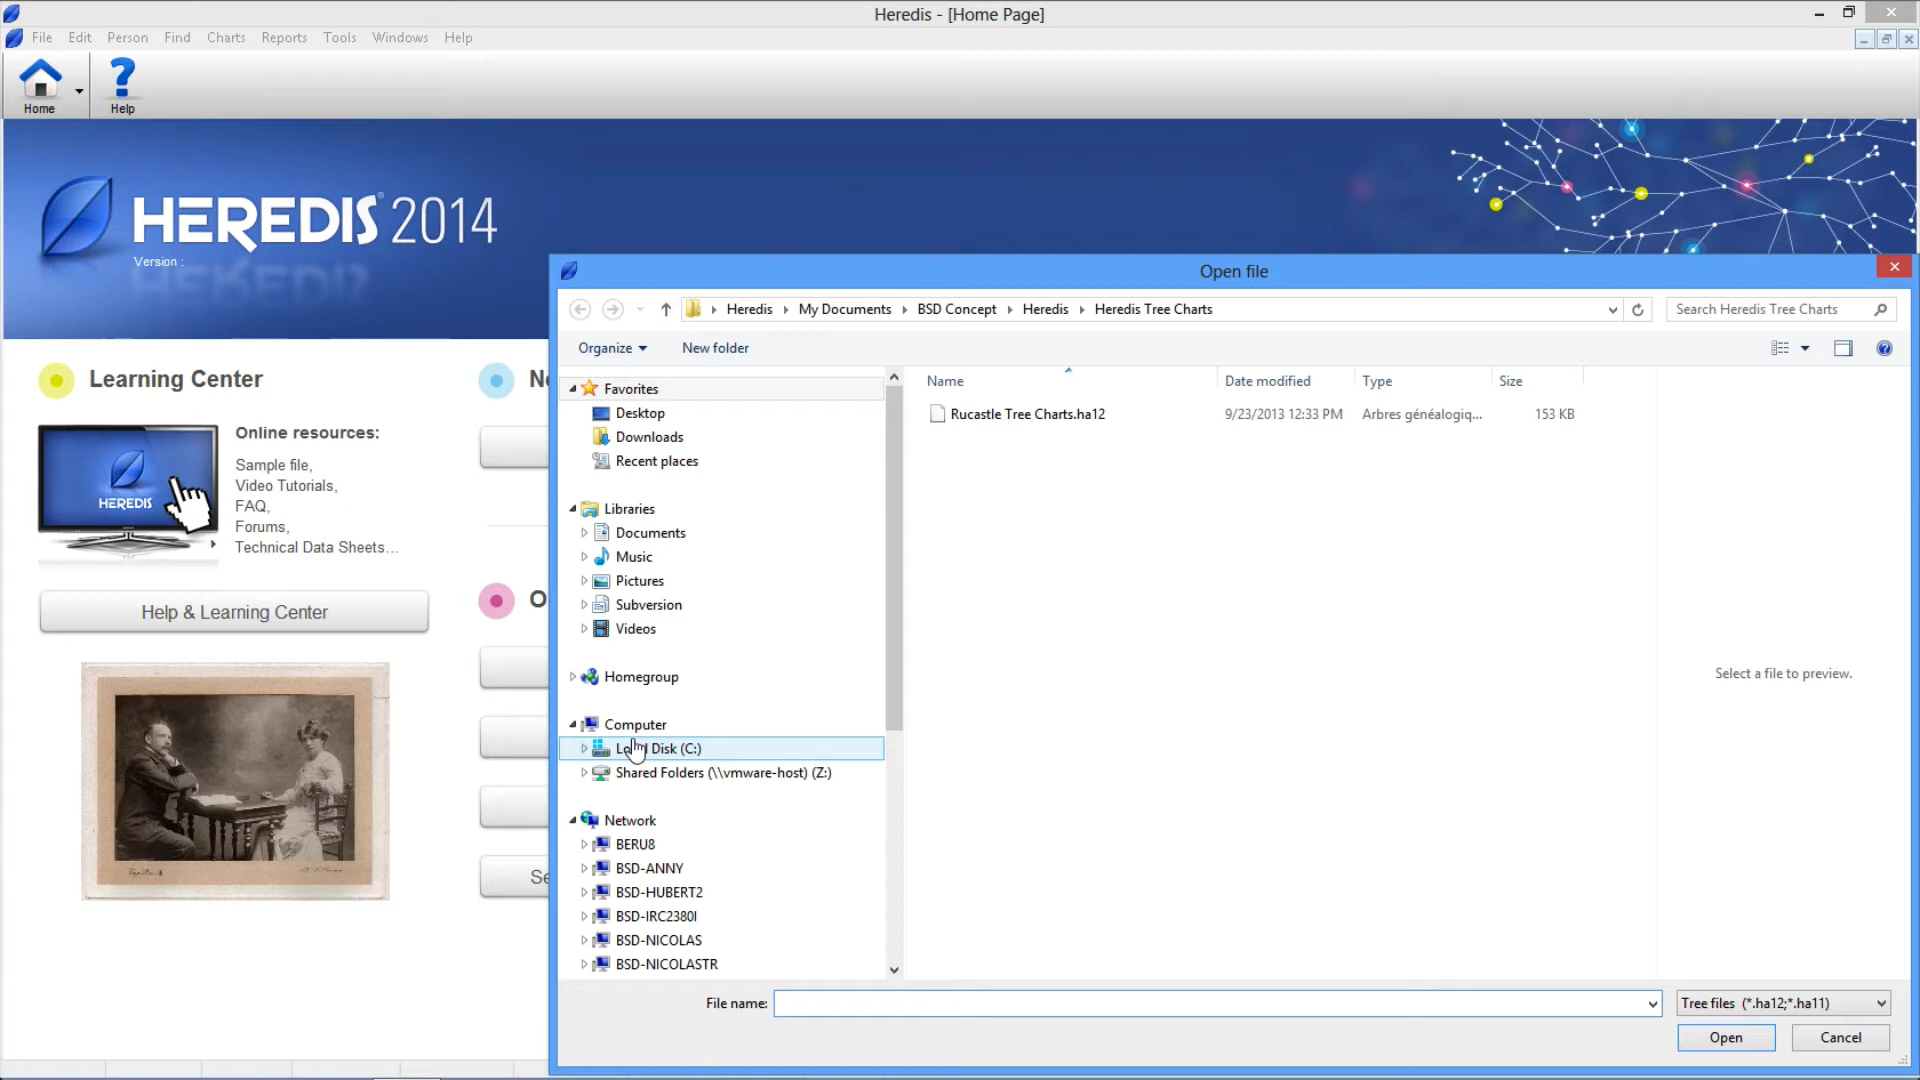 Heredis - [Home Page]
File Edit Person Find Charts Reports Tools Windows Help
Home
Help
HEREDIS® 2014
Version :
Open file
Heredis My Documents BSD Concept Heredis Heredis Tree Charts
Search Heredis Tree Charts
Organize New folder
Learning Center
Online resources:
Sample file,
Video Tutorials,
FAQ,
Forums,
Technical Data Sheets...
HEREDIS
Help & Learning Center
Favorites
Desktop
Downloads
Recent places
Libraries
Documents
Music
Pictures
Subversion
Videos
Homegroup
Computer
Disk (C:)
Shared Folders (\\vmware-host) (Z:)
Network
BERU8
BSD-ANNY
BSD-HUBERT2
BSD-IRC2380I
BSD-NICOLAS
BSD-NICOLASTR
Name Date modified Type Size
Rucastle Tree Charts.ha12 9/23/2013 12:33 PM Arbres généalogiq... 153 KB
Select a file to preview.
File name:
Tree files (*.ha12;*.ha11)
Open Cancel